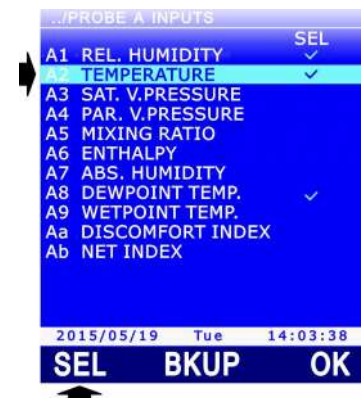 ../PROBE A INPUTS
SEL
A1 REL. HUMIDITY ✓
A2 TEMPERATURE ✓
A3 SAT. V.PRESSURE
A4 PAR. V.PRESSURE
A5 MIXING RATIO
A6 ENTHALPY
A7 ABS. HUMIDITY
A8 DEWPOINT TEMP. ✓
A9 WETPOINT TEMP.
Aa DISCOMFORT INDEX
Ab NET INDEX
2015/05/19 Tue 14:03:38
SEL BKUP OK